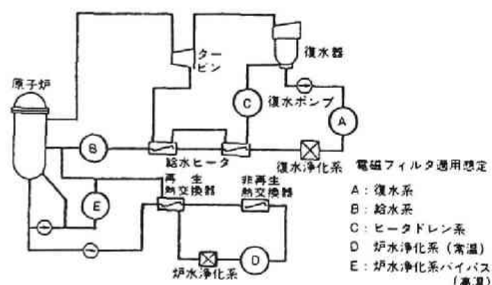 原子炉
ター
ビン
復水器
復水ポンプ
C
A
B
給水ヒータ
復水浄化系
再生
熱交換器
非再生
熱交換器
E
炉水浄化系
D
電磁フィルタ適用想定
A：復水系
B：給水系
C：ヒータドレン系
D 炉水浄化系（常温）
E：炉水浄化系バイパス
（高温）